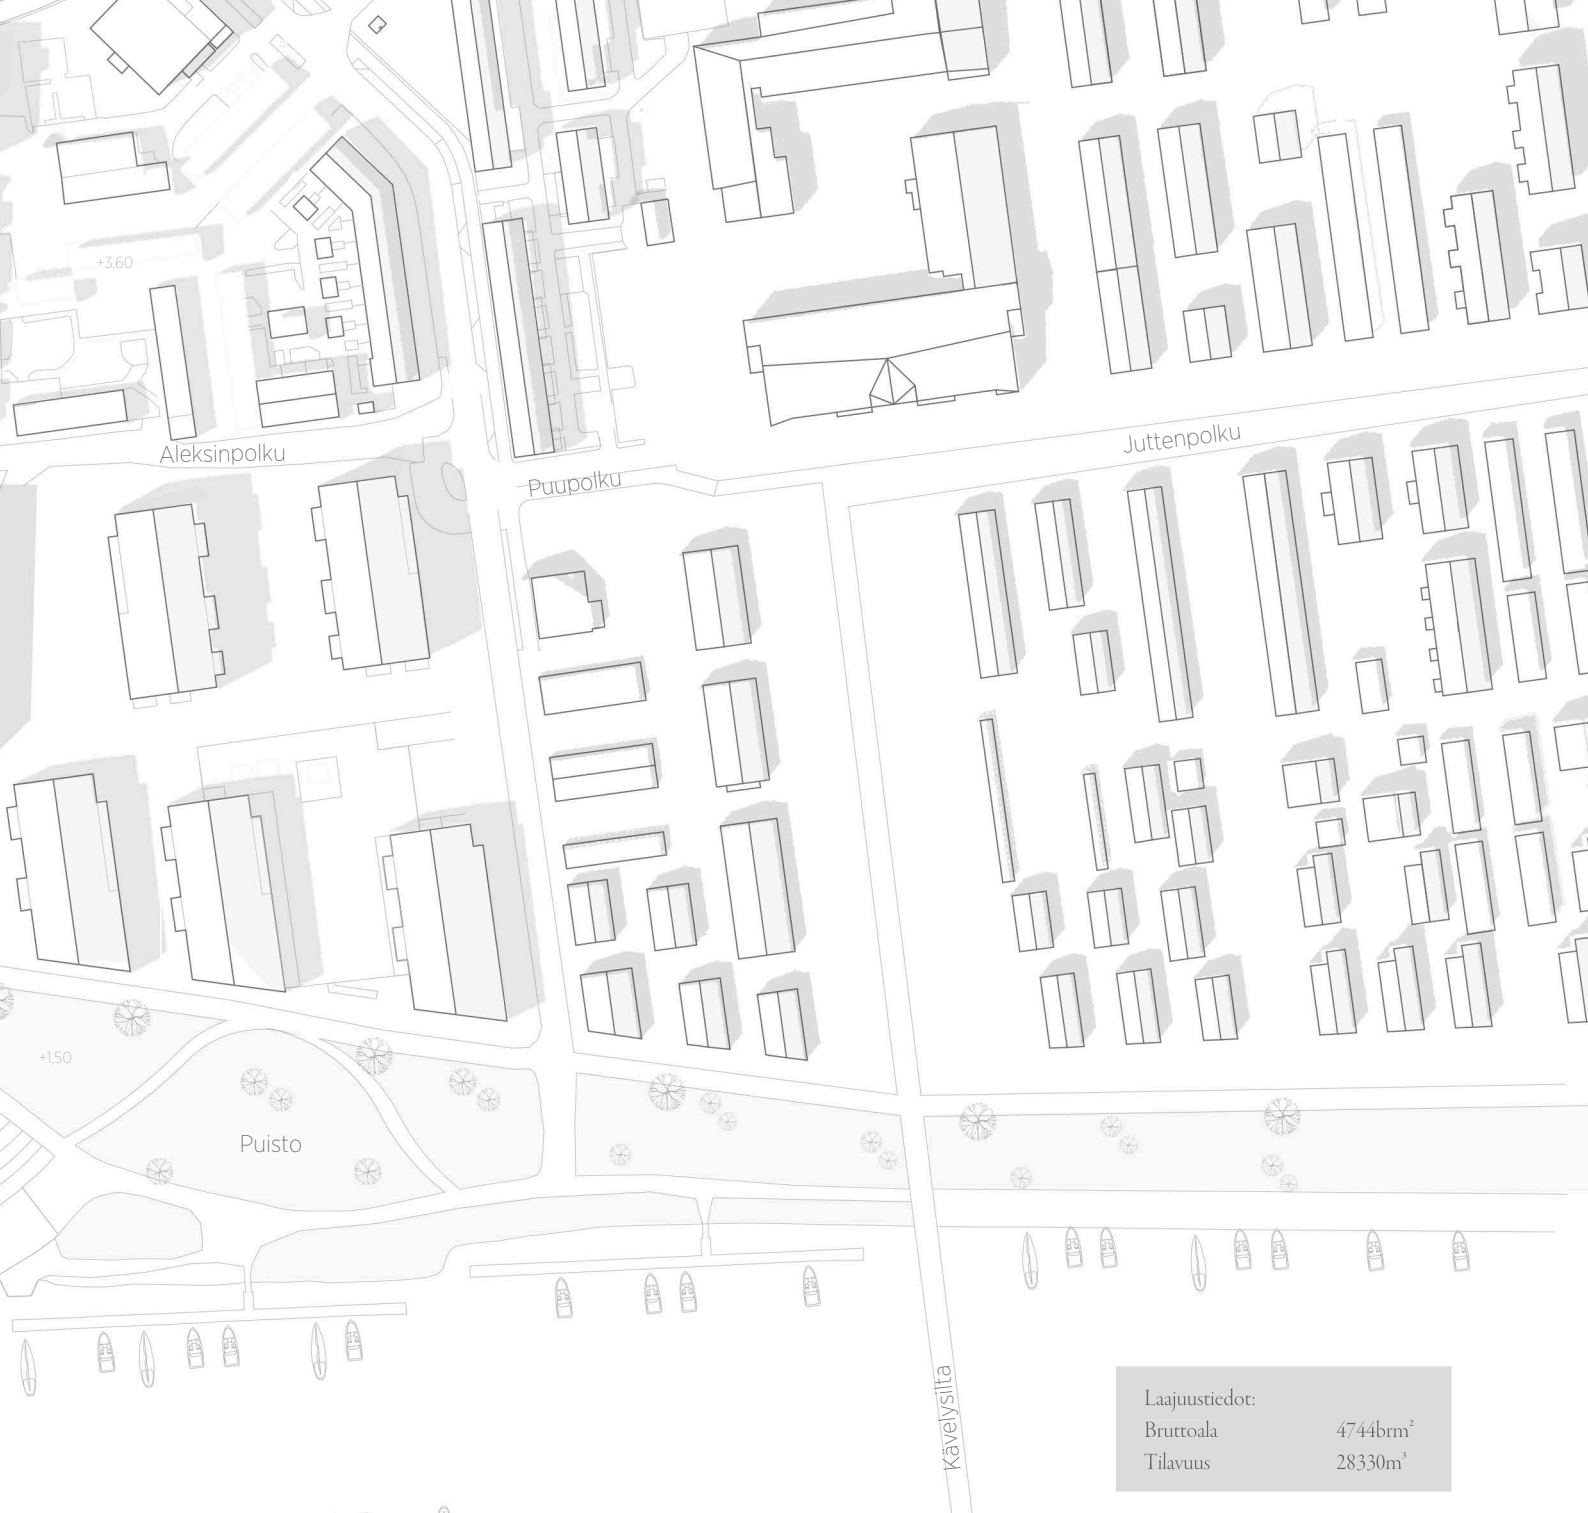 +3,60
Aleksinpolku
Puupolku
Juttenpolku
+1,50
Puisto
Kävelysilta
Laajuustiedot:
Bruttoala 4744brm²
Tilavuus 28330m³